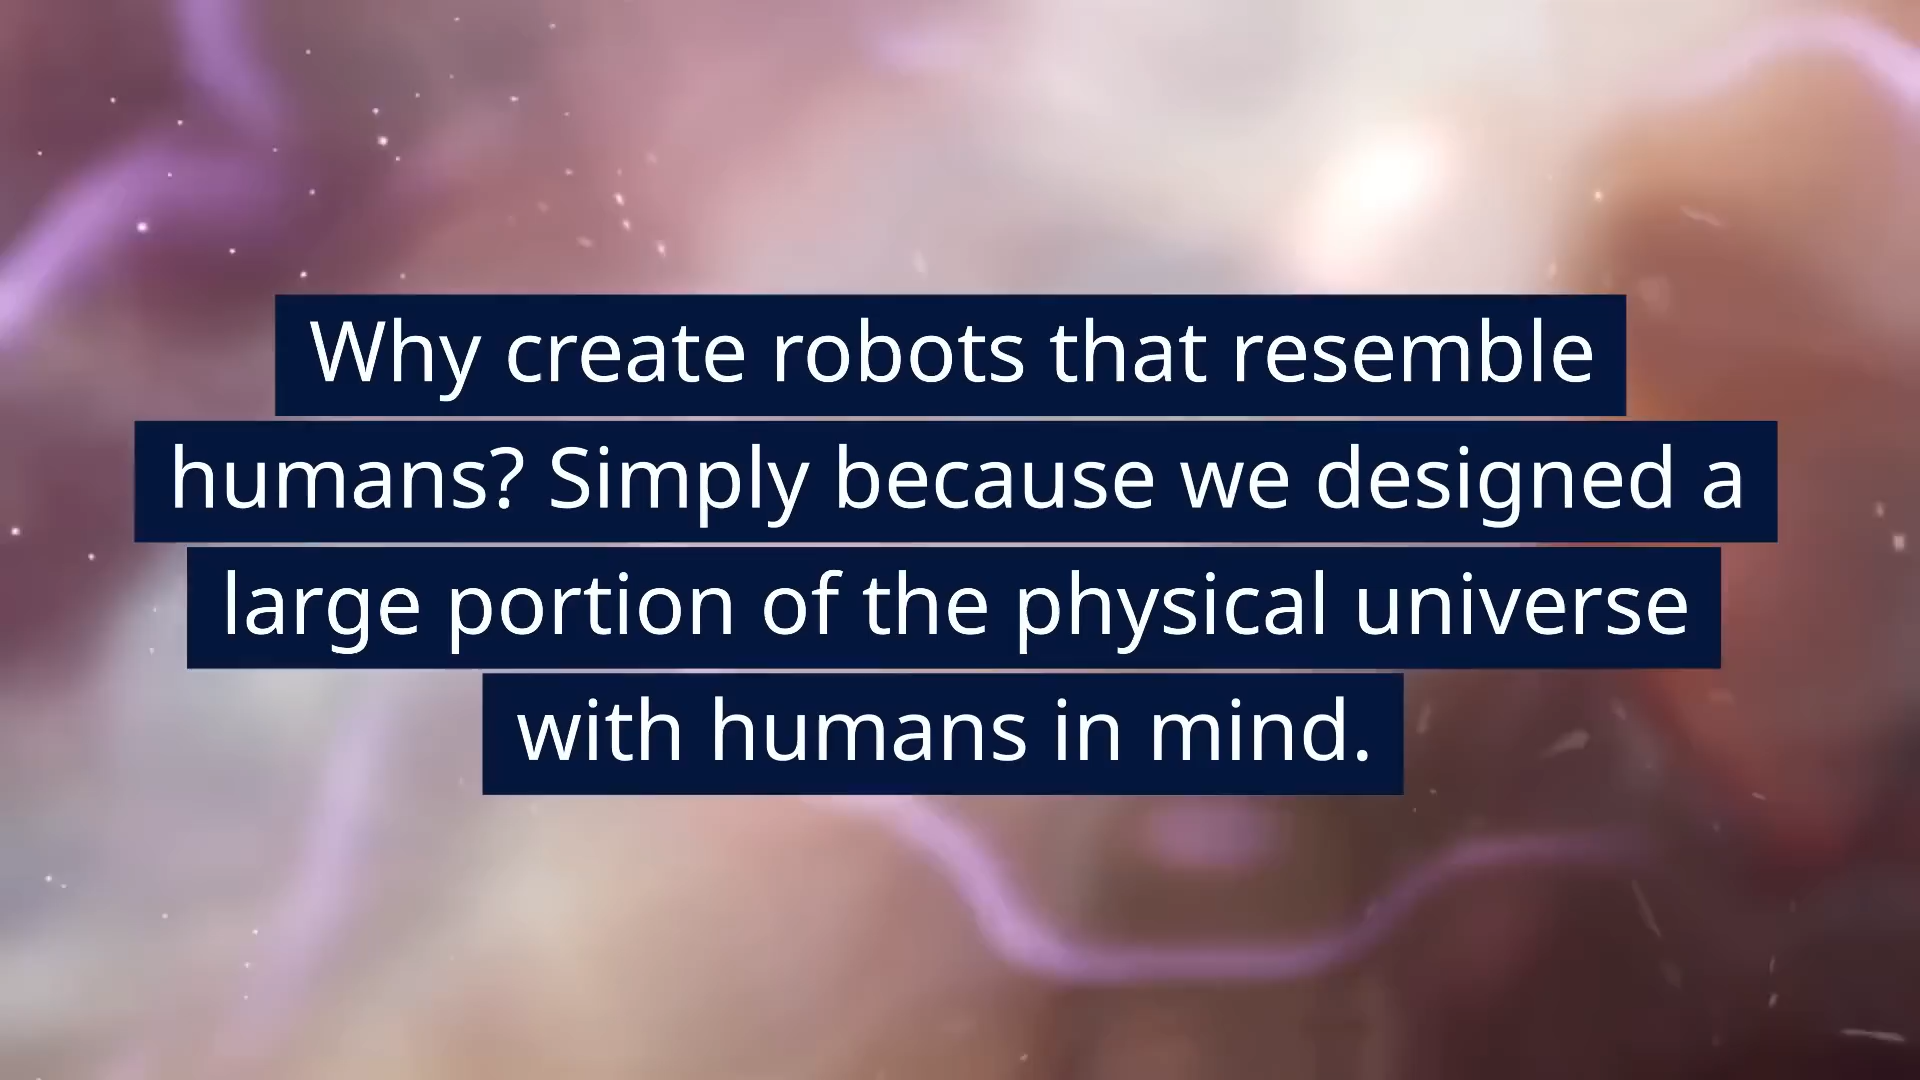 Why create robots that resemble
humans? Simply because we designed a
large portion of the physical universe
with humans in mind.